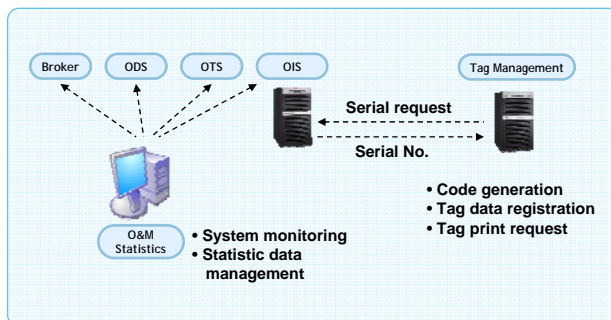 Broker
ODS
OTS
OIS
Tag Management
Serial request
Serial No.
• Code generation
• Tag data registration
• Tag print request
O&M
Statistics
• System monitoring
• Statistic data
management